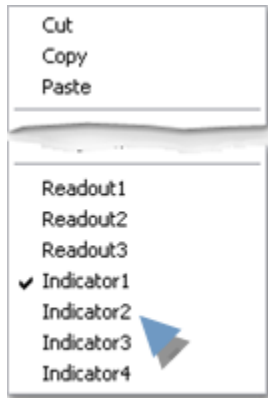 Cut
Copy
Paste
Readout1
Readout2
Readout3
Indicator1
Indicator2
Indicator3
Indicator4